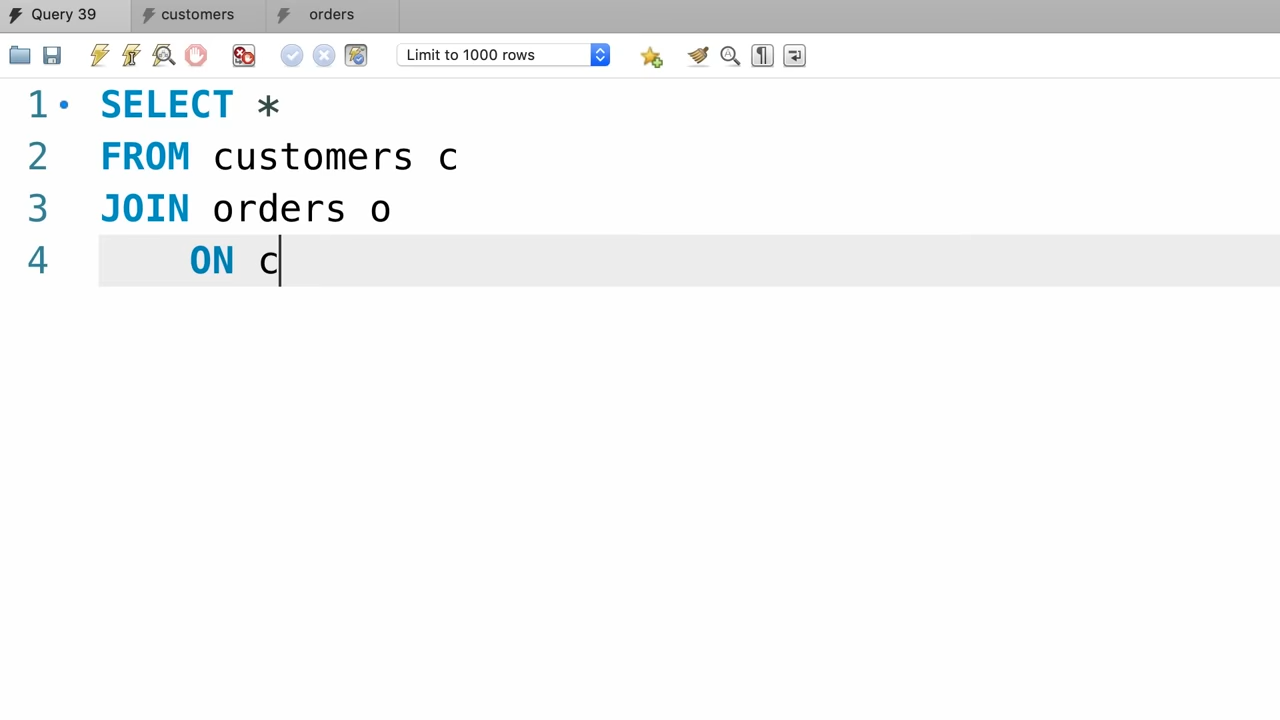 Query 39
customers
orders
Limit to 1000 rows
1 SELECT *
2 FROM customers c
3 JOIN orders o
4 ON c